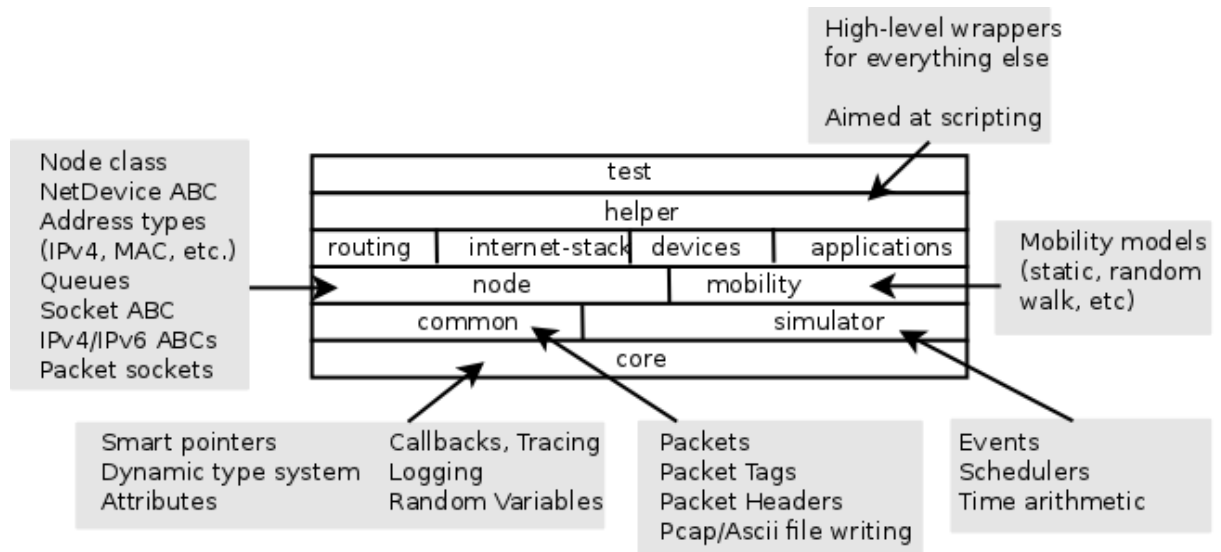 High-level wrappers
for everything else
Aimed at scripting
Node class
NetDevice ABC
Address types
(IPv4, MAC, etc.)
Queues
Socket ABC
IPv4/IPv6 ABCs
Packet sockets
test
helper
routing internet-stack devices applications
node mobility
common simulator
core
Mobility models
(static, random
walk, etc)
Smart pointers
Dynamic type system
Attributes
Callbacks, Tracing
Logging
Random Variables
Packets
Packet Tags
Packet Headers
Pcap/Ascii file writing
Events
Schedulers
Time arithmetic